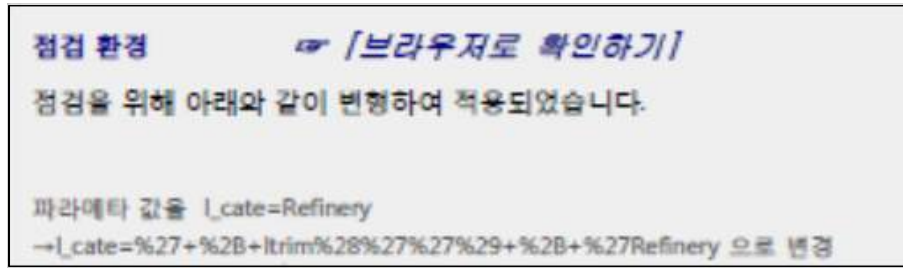 점검 환경 ☞ [브라우저로 확인하기]
점검을 위해 아래와 같이 변형하여 적용되었습니다.
파라메타 값을 l_cate=Refinery
→l_cate=%27+%2B+ltrim%28%27%27%29+%2B+%27Refinery 으로 변경